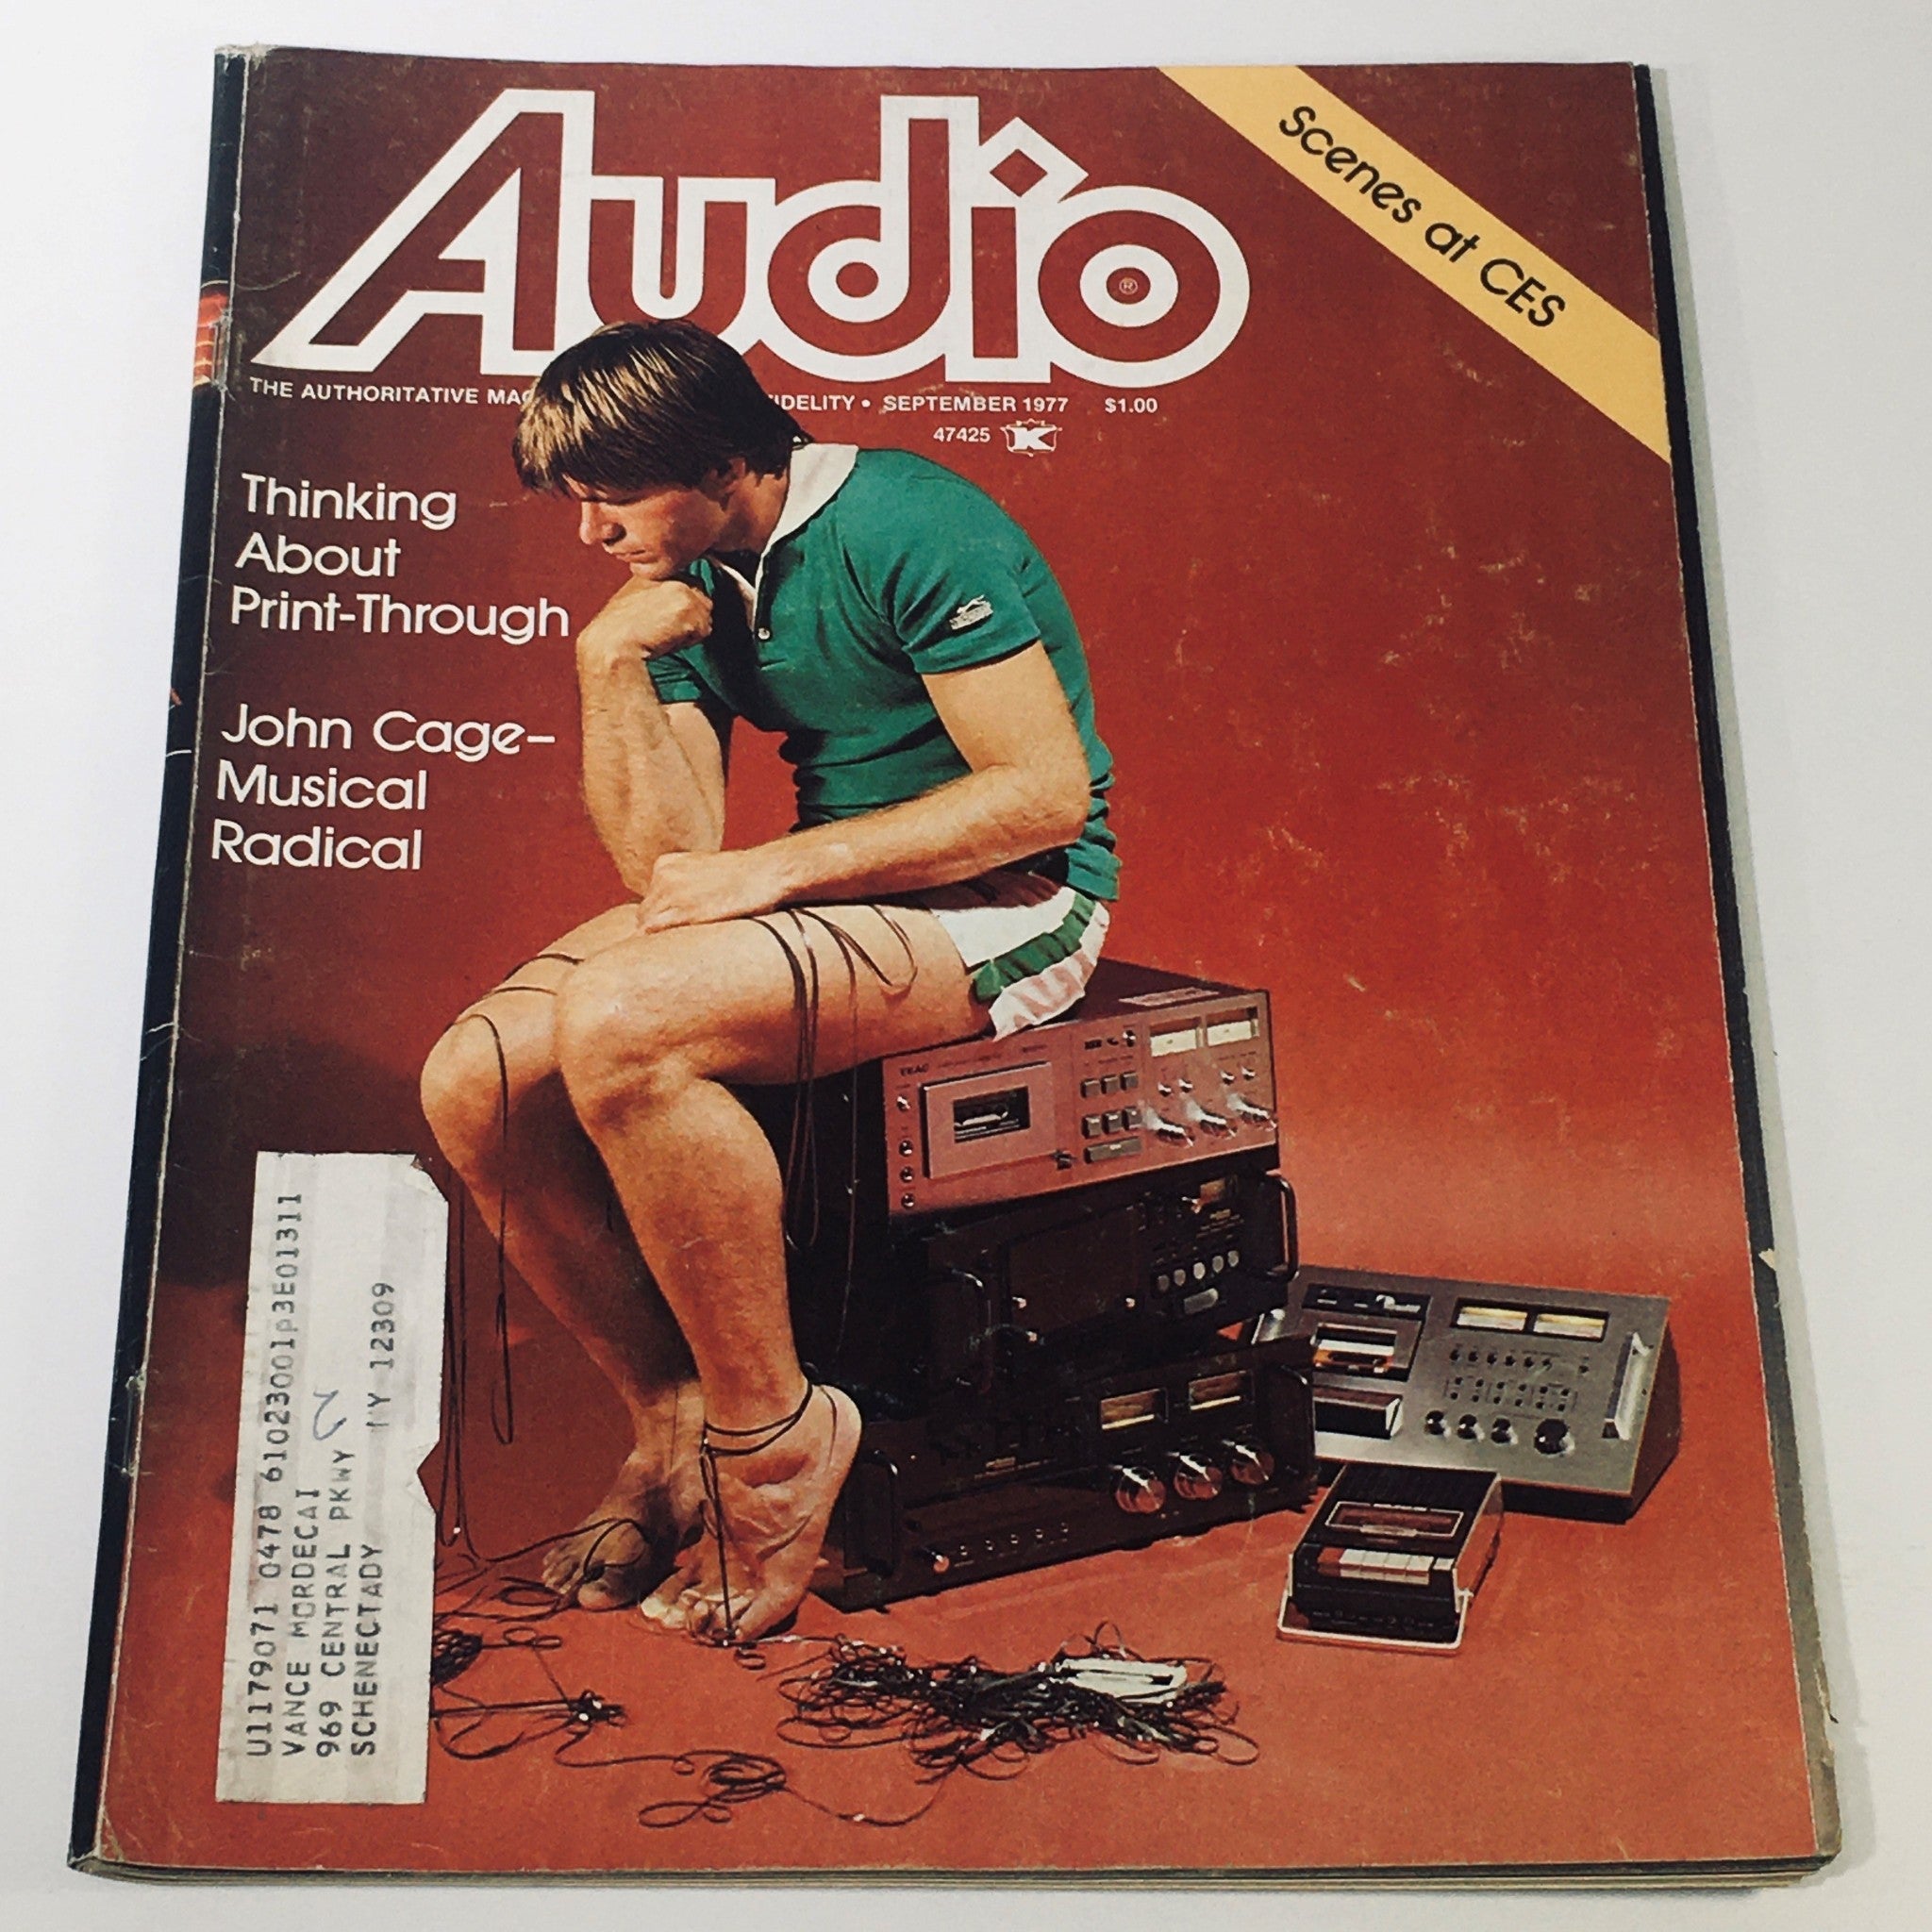 Audio ®
THE AUTHORITATIVE MAG FIDELITY • SEPTEMBER 1977 $1.00
47425 K
Scenes at CES
Thinking
About
Print-Through
John Cage–
Musical
Radical
TEAC
U1179071 0478 61023001p3E01311
VANCE MORDECAI
969 CENTRAL PKWY
SCHENECTADY NY 12309